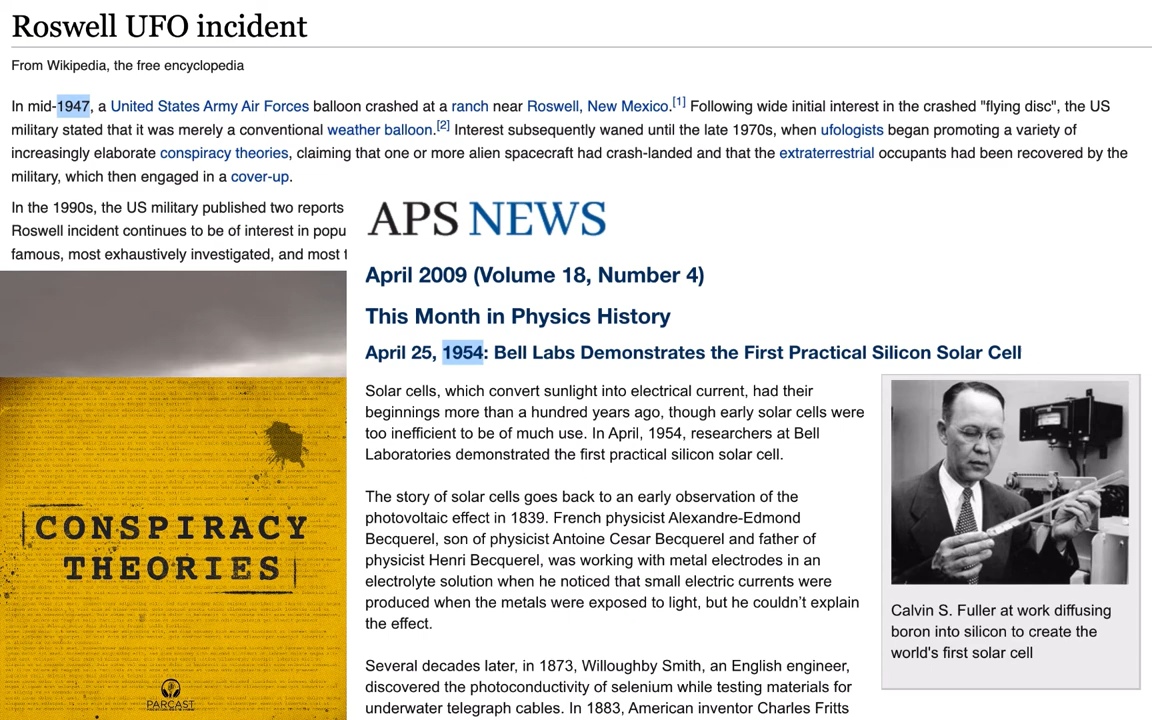 Roswell UFO incident
From Wikipedia, the free encyclopedia
In mid-1947, a United States Army Air Forces balloon crashed at a ranch near Roswell, New Mexico.[1] Following wide initial interest in the crashed "flying disc", the US
military stated that it was merely a conventional weather balloon.[2] Interest subsequently waned until the late 1970s, when ufologists began promoting a variety of
increasingly elaborate conspiracy theories, claiming that one or more alien spacecraft had crash-landed and that the extraterrestrial occupants had been recovered by the
military, which then engaged in a cover-up.
In the 1990s, the US military published two reports
Roswell incident continues to be of interest in popu
famous, most exhaustively investigated, and most t
CONSPIRACY
THEORIES
PARCAST
APS NEWS
April 2009 (Volume 18, Number 4)
This Month in Physics History
April 25, 1954: Bell Labs Demonstrates the First Practical Silicon Solar Cell
Solar cells, which convert sunlight into electrical current, had their
beginnings more than a hundred years ago, though early solar cells were
too inefficient to be of much use. In April, 1954, researchers at Bell
Laboratories demonstrated the first practical silicon solar cell.
The story of solar cells goes back to an early observation of the
photovoltaic effect in 1839. French physicist Alexandre-Edmond
Becquerel, son of physicist Antoine Cesar Becquerel and father of
physicist Henri Becquerel, was working with metal electrodes in an
electrolyte solution when he noticed that small electric currents were
produced when the metals were exposed to light, but he couldn't explain
the effect.
Several decades later, in 1873, Willoughby Smith, an English engineer,
discovered the photoconductivity of selenium while testing materials for
underwater telegraph cables. In 1883, American inventor Charles Fritts
Calvin S. Fuller at work diffusing
boron into silicon to create the
world's first solar cell